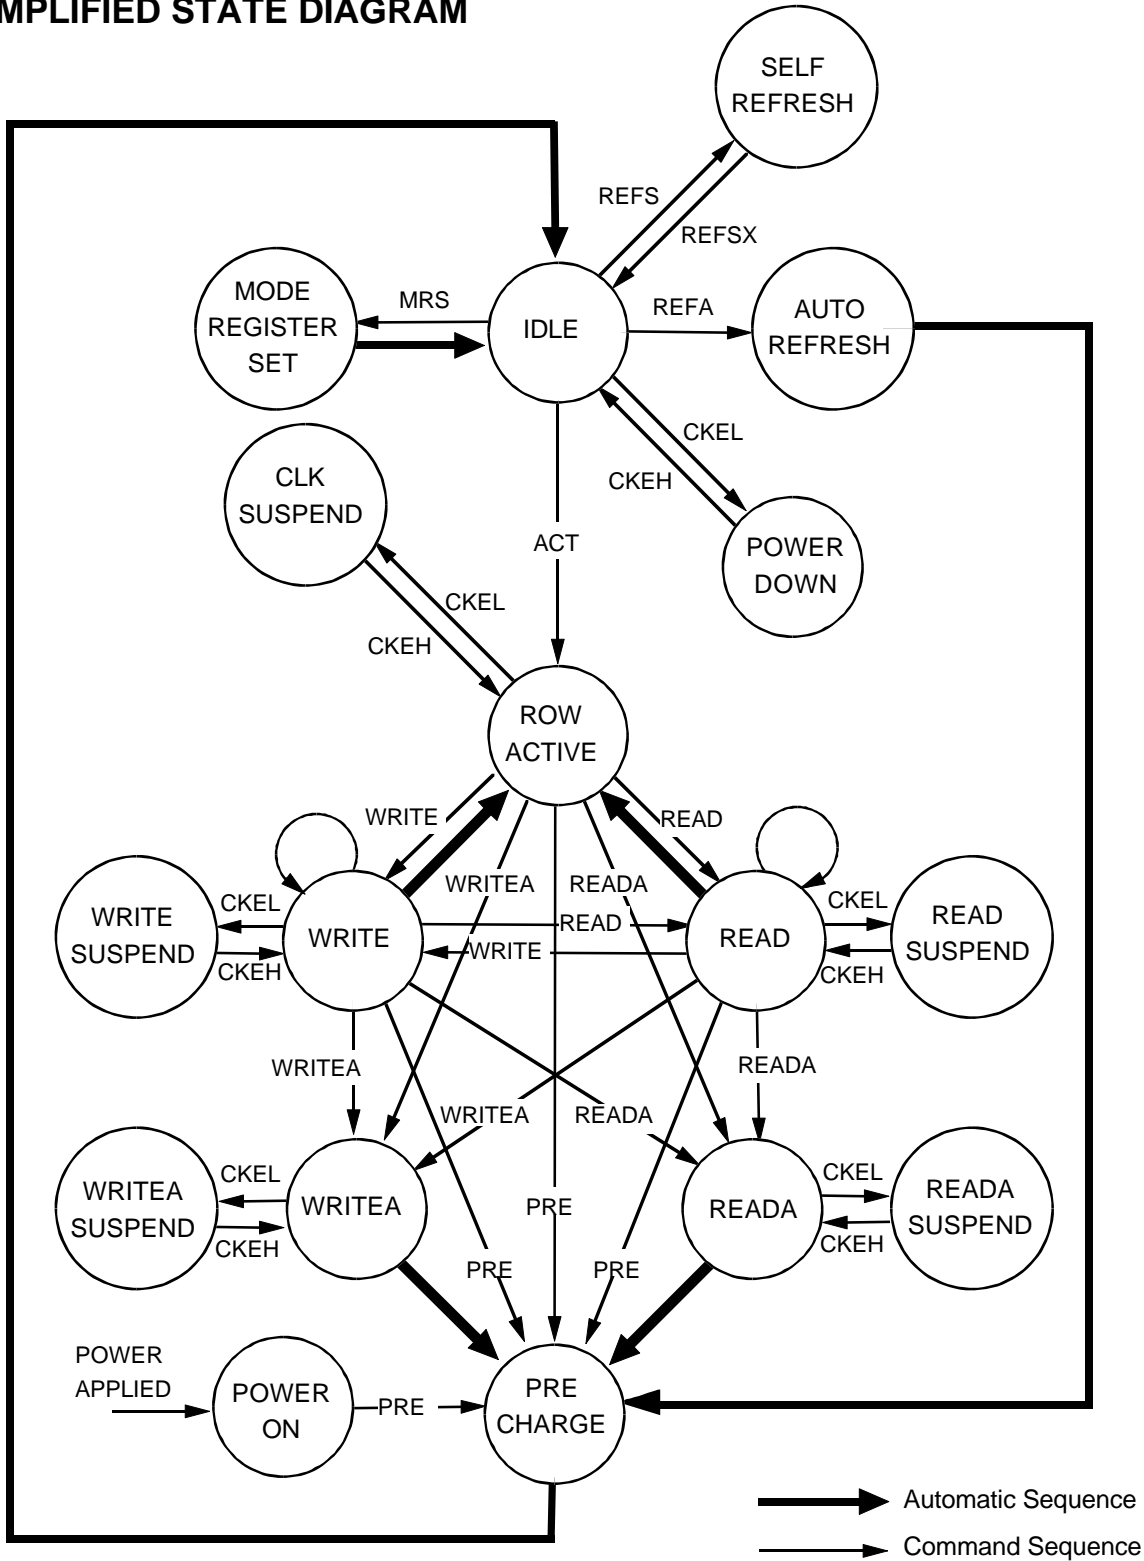 MPLIFIED STATE DIAGRAM
SELF
REFRESH
REFS
REFSX
MODE
REGISTER
SET
MRS
IDLE
REFA
AUTO
REFRESH
CKEL
CKEH
CLK
SUSPEND
ACT
POWER
DOWN
CKEL
CKEH
ROW
ACTIVE
WRITE
READ
WRITEA
READA
CKEL
CKEL
WRITE
SUSPEND
WRITE
READ
WRITE
READ
READ
SUSPEND
CKEH
CKEH
WRITEA
READA
WRITEA
READA
CKEL
CKEL
WRITEA
SUSPEND
WRITEA
PRE
READA
READA
SUSPEND
CKEH
CKEH
PRE
PRE
POWER
APPLIED
POWER
ON
PRE
PRE
CHARGE
Automatic Sequence
Command Sequence